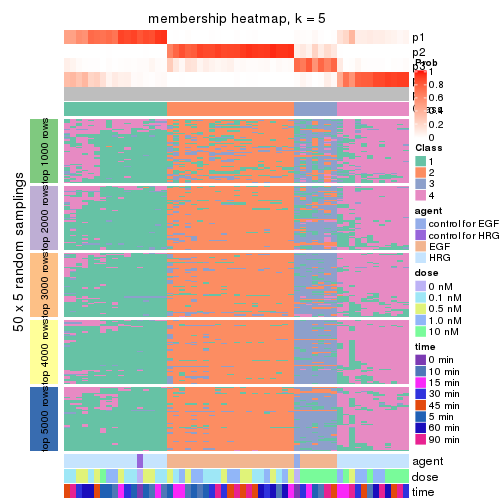 membership heatmap, k = 5
p1
p2
p3
Prob
1
0.8
0.6
0.4
0.2
0
Class
1
2
3
4
agent
control for EGF
control for HRG
EGF
HRG
dose
0 nM
0.1 nM
0.5 nM
1.0 nM
10 nM
time
0 min
10 min
15 min
30 min
45 min
5 min
60 min
90 min
50 x 5 random samplings
top 1000 rows
top 2000 rows
top 3000 rows
top 4000 rows
top 5000 rows
agent
dose
time